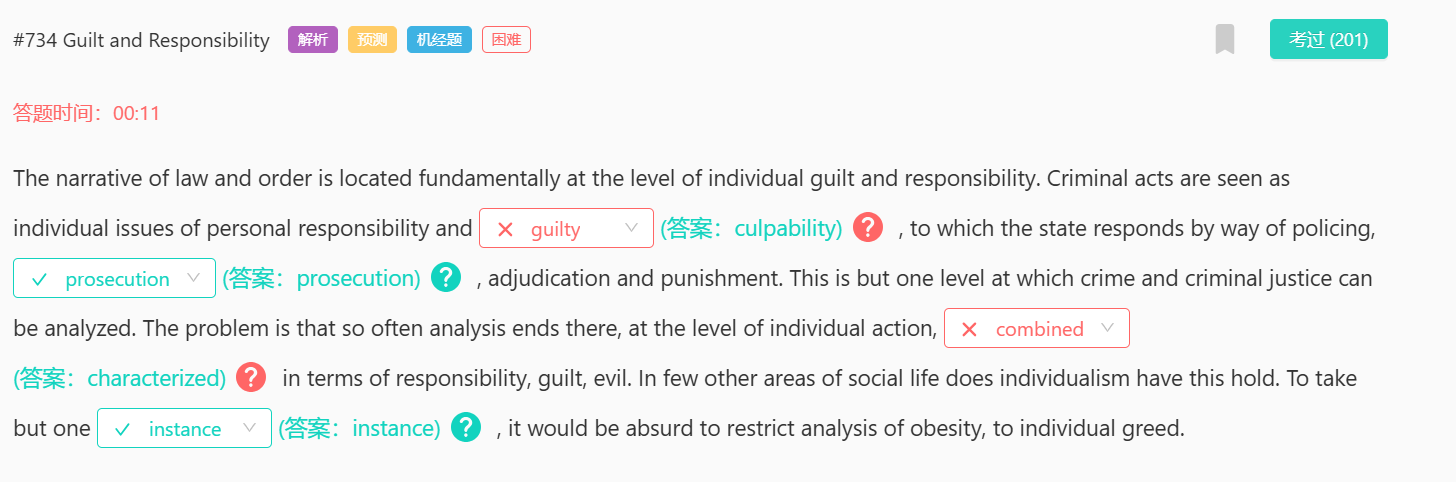 #734 Guilt and Responsibility 解析 预测 机经题 困难 考过 (201)
答题时间：00:11
The narrative of law and order is located fundamentally at the level of individual guilt and responsibility. Criminal acts are seen as
individual issues of personal responsibility and guilty (答案：culpability) ? , to which the state responds by way of policing,
prosecution (答案：prosecution) ? , adjudication and punishment. This is but one level at which crime and criminal justice can
be analyzed. The problem is that so often analysis ends there, at the level of individual action, combined
(答案：characterized) ? in terms of responsibility, guilt, evil. In few other areas of social life does individualism have this hold. To take
but one instance (答案：instance) ? , it would be absurd to restrict analysis of obesity, to individual greed.